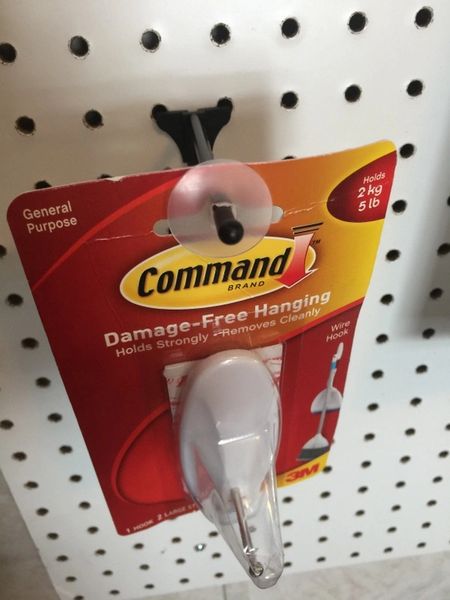 General
Purpose
Holds
2 kg
5 lb
Command™
BRAND
Damage-Free Hanging
Holds Strongly • Removes Cleanly
Wire
Hook
3M
1 HOOK 2 LARGE